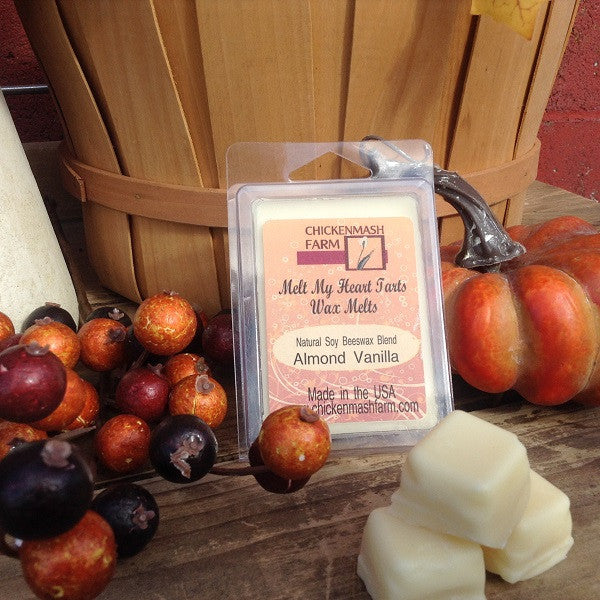 CHICKENMASH
FARM
Melt My Heart Tarts
Wax Melts
Natural Soy Beeswax Blend
Almond Vanilla
Made in the USA
chickenmashfarm.com